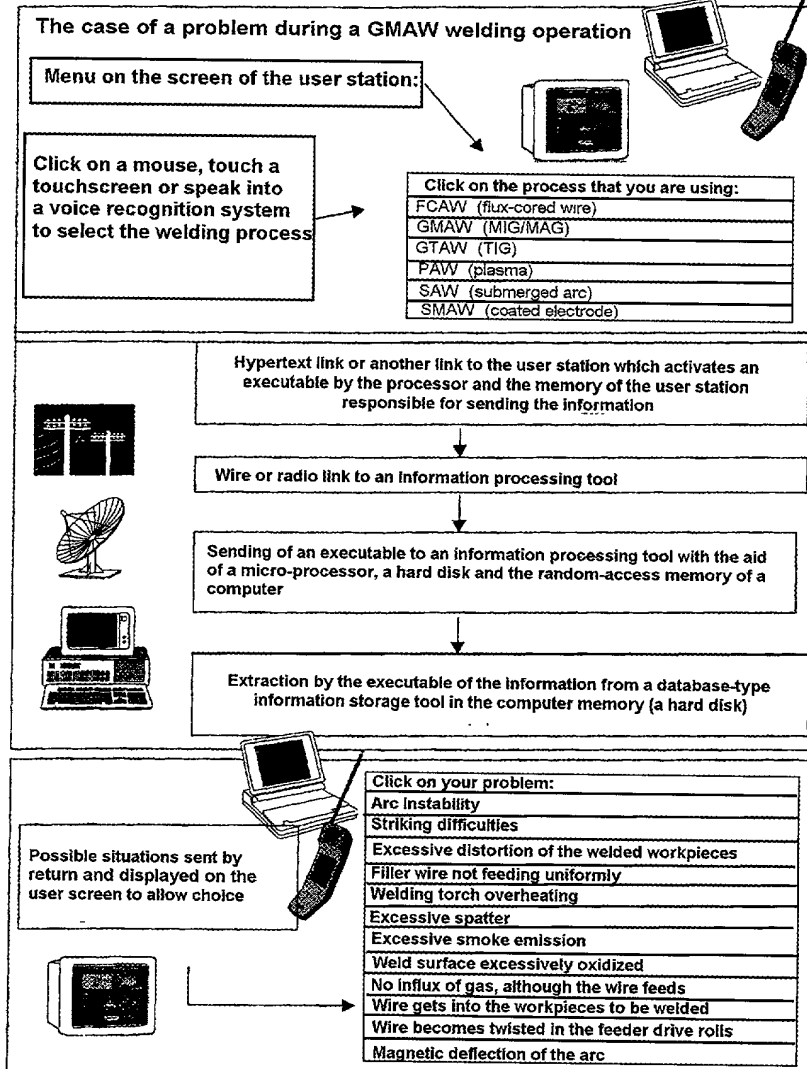 The case of a problem during a GMAW welding operation
Menu on the screen of the user station:
Click on a mouse, touch a
touchscreen or speak into
a voice recognition system
to select the welding process
Click on the process that you are using:
FCAW (flux-cored wire)
GMAW (MIG/MAG)
GTAW (TIG)
PAW (plasma)
SAW (submerged arc)
SMAW (coated electrode)
Hypertext link or another link to the user station which activates an
executable by the processor and the memory of the user station
responsible for sending the information
Wire or radio link to an information processing tool
Sending of an executable to an information processing tool with the aid
of a micro-processor, a hard disk and the random-access memory of a
computer
Extraction by the executable of the information from a database-type
information storage tool in the computer memory (a hard disk)
Possible situations sent by
return and displayed on the
user screen to allow choice
Click on your problem:
Arc instability
Striking difficulties
Excessive distortion of the welded workpieces
Filler wire not feeding uniformly
Welding torch overheating
Excessive spatter
Excessive smoke emission
Weld surface excessively oxidized
No influx of gas, although the wire feeds
Wire gets into the workpieces to be welded
Wire becomes twisted in the feeder drive rolls
Magnetic deflection of the arc